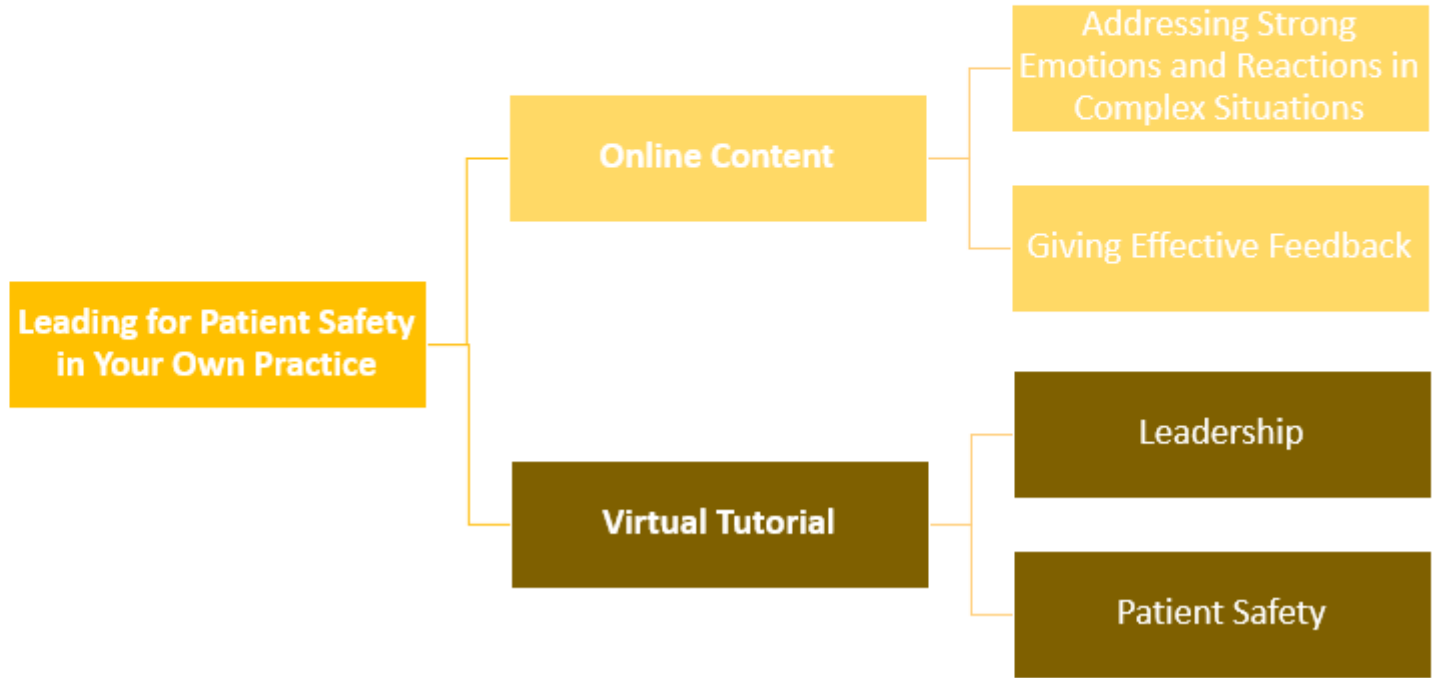 Leading for Patient Safety
in Your Own Practice
Online Content
Addressing Strong
Emotions and Reactions in
Complex Situations
Giving Effective Feedback
Virtual Tutorial
Leadership
Patient Safety